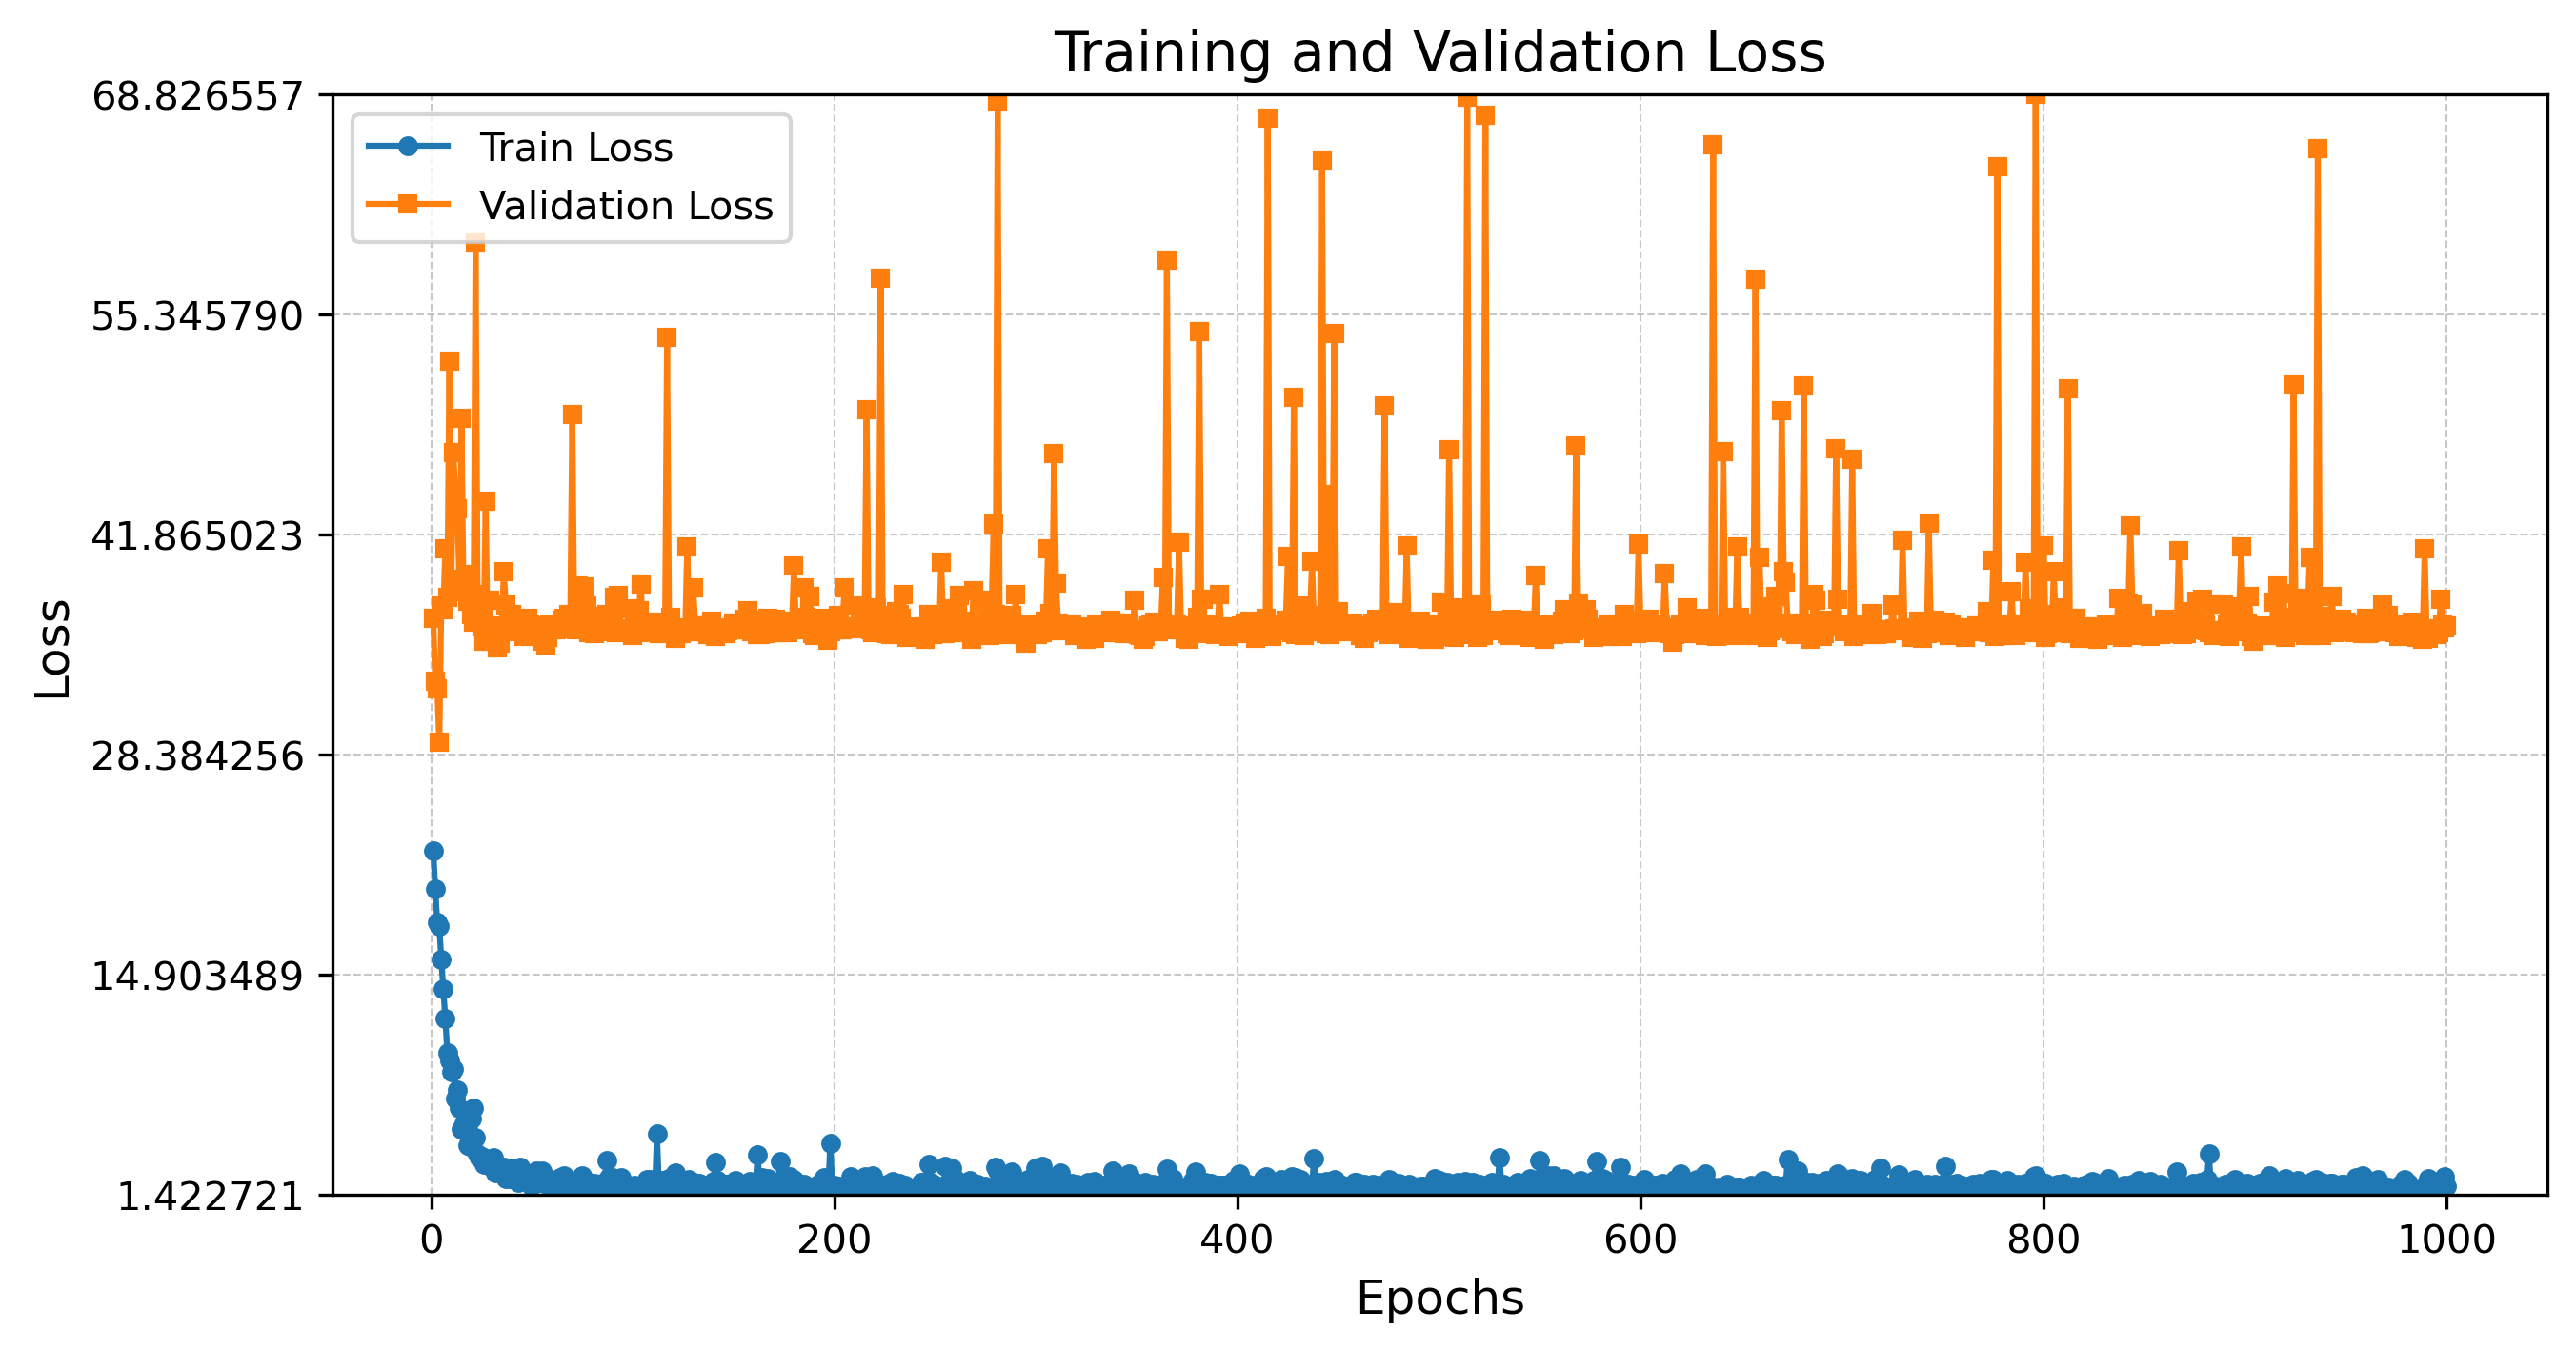 Training and Validation Loss
Train Loss
Validation Loss
68.826557
55.345790
41.865023
28.384256
14.903489
1.422721
Loss
0 200 400 600 800 1000
Epochs